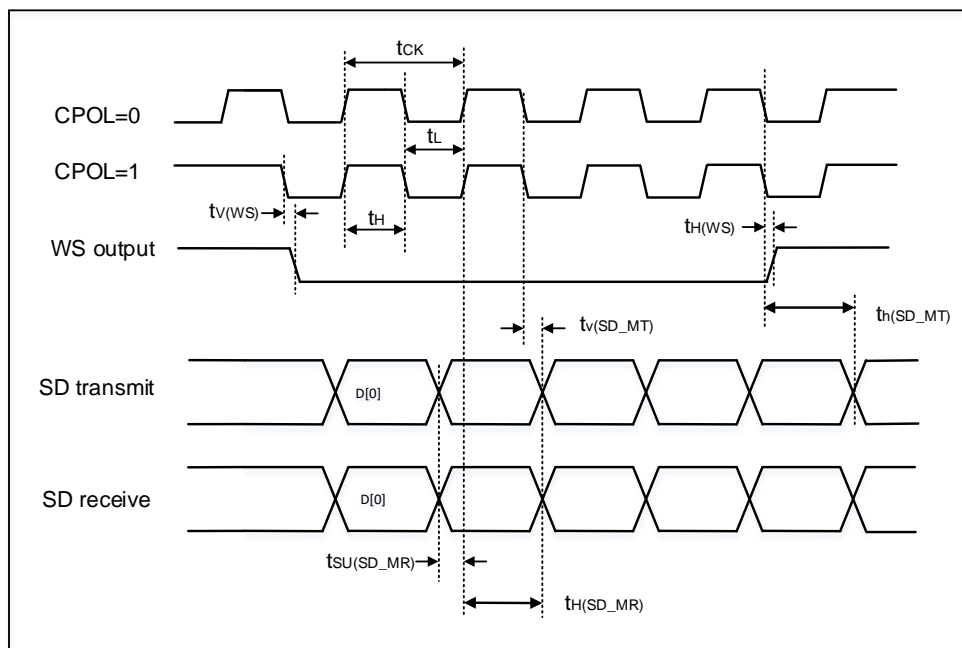 tCK
CPOL=0
tL
CPOL=1
tV(WS)
tH
tH(WS)
WS output
th(SD_MT)
tv(SD_MT)
SD transmit
D[0]
SD receive
D[0]
tSU(SD_MR)
tH(SD_MR)